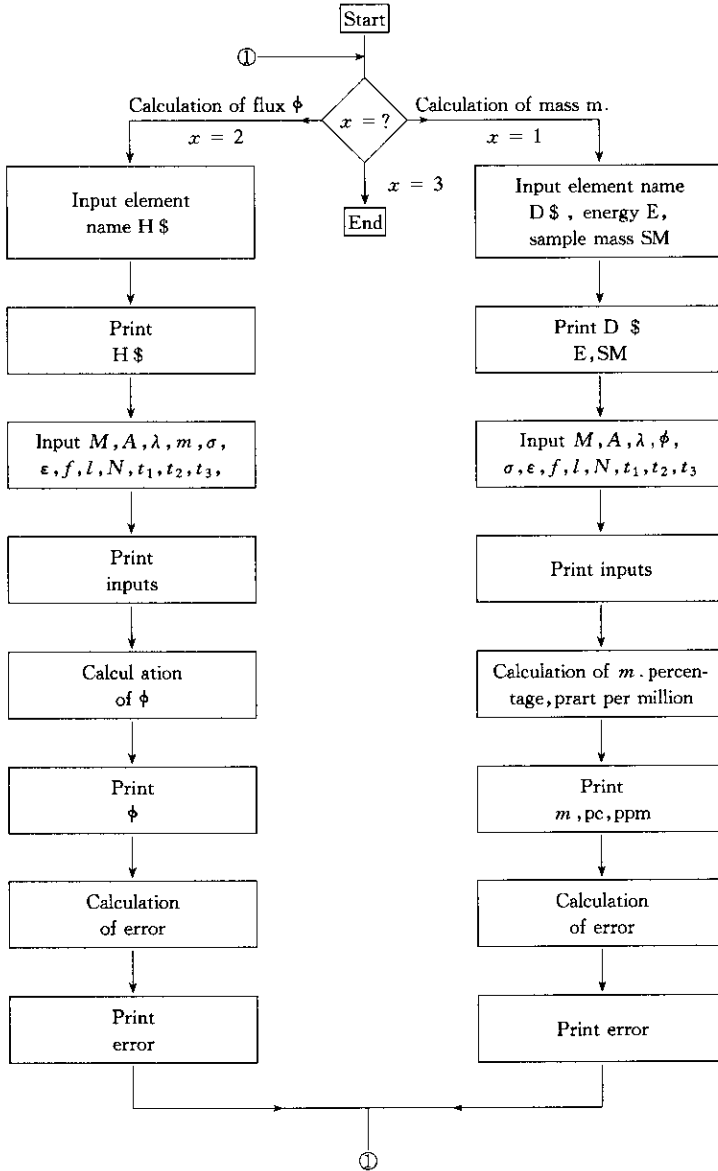 Start
①
Calculation of flux ϕ
x = 2
x = ?
Calculation of mass m.
x = 1
x = 3
End
Input element
name H $
Print
H $
Input M, A, λ, m, σ,
ε, f, l, N, t₁, t₂, t₃,
Print
inputs
Calcul ation
of ϕ
Print
ϕ
Calculation
of error
Print
error
Input element name
D $ , energy E,
sample mass SM
Print D $
E,SM
Input M, A, λ, ϕ,
σ, ε, f, l, N, t₁, t₂, t₃
Print inputs
Calculation of m . percen-
tage, prart per million
Print
m , pc, ppm
Calculation
of error
Print error
①